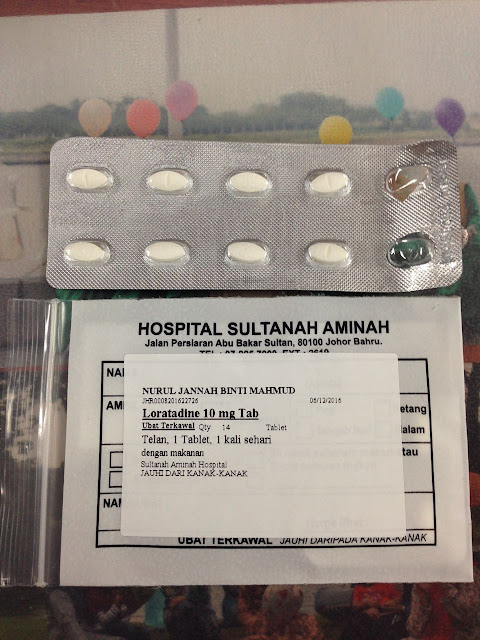 HOSPITAL SULTANAH AMINAH
Jalan Persiaran Abu Bakar Sultan, 80100 Johor Bahru.
NURUL JANNAH BINTI MAHMUD
JHR0008201622726 06/12/2016
Loratadine 10 mg Tab
Ubat Terkawal Qty 14 Tablet
Telan, 1 Tablet, 1 kali sehari
dengan makanan
Sultanah Aminah Hospital
JAUHI DARI KANAK-KANAK
UBAT TERKAWAL JAUHI DARIPADA KANAK-KANAK